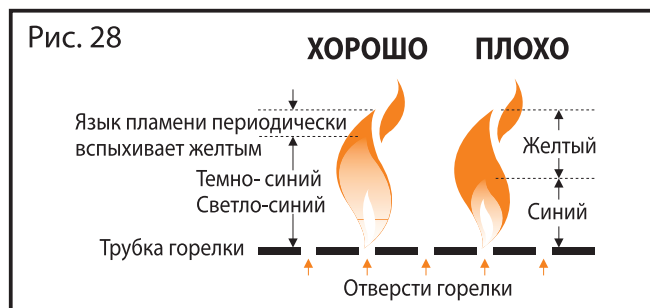 Рис. 28
ХОРОШО ПЛОХО
Язык пламени периодически
вспыхивает желтым
Желтый
Темно- синий
Светло-синий
Синий
Трубка горелки
Отверсти горелки